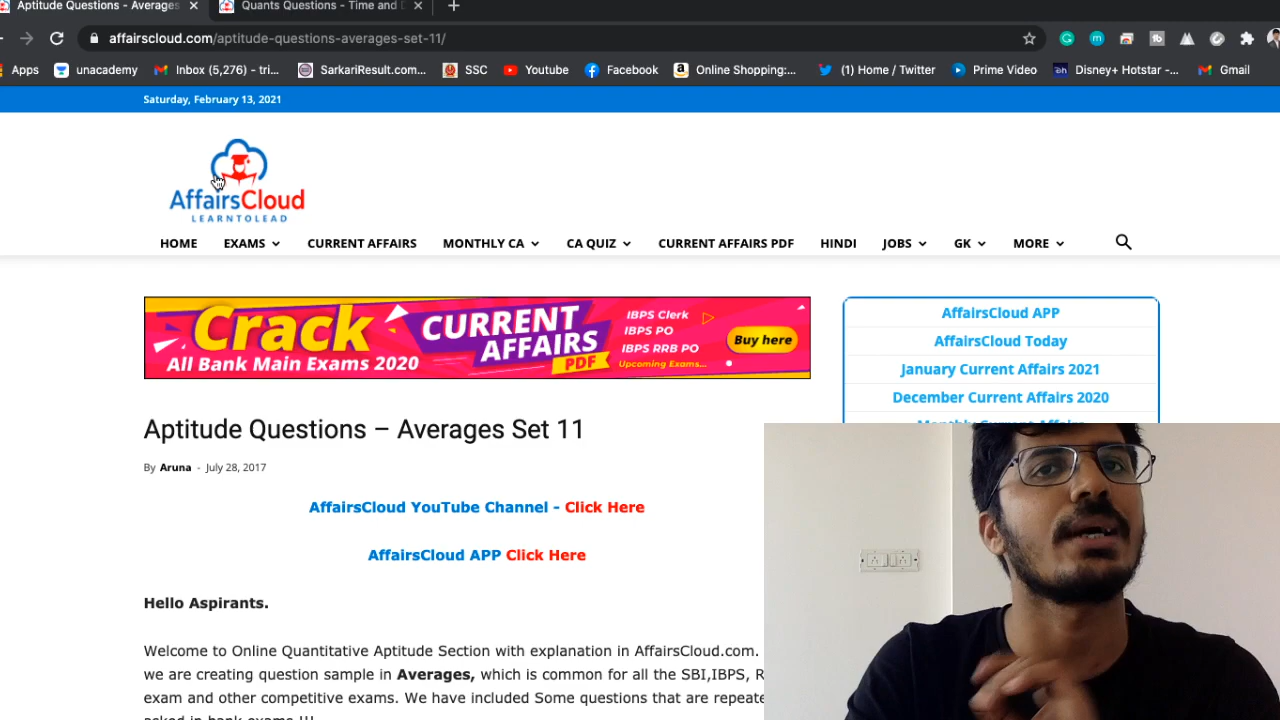 Aptitude Questions - Averages
Quants Questions - Time and
affairscloud.com/aptitude-questions-averages-set-11/
Apps
unacademy
Inbox (5,276) - tri...
SarkariResult.com...
SSC
Youtube
Facebook
Online Shopping:...
(1) Home / Twitter
Prime Video
Disney+ Hotstar -...
Gmail
Saturday, February 13, 2021
AffairsCloud
LEARNTOLEAD
HOME
EXAMS
CURRENT AFFAIRS
MONTHLY CA
CA QUIZ
CURRENT AFFAIRS PDF
HINDI
JOBS
GK
MORE
Crack
All Bank Main Exams 2020
CURRENT
AFFAIRS
PDF
IBPS Clerk
IBPS PO
IBPS RRB PO
Upcoming Exams...
Buy here
AffairsCloud APP
AffairsCloud Today
January Current Affairs 2021
December Current Affairs 2020
Aptitude Questions – Averages Set 11
By Aruna - July 28, 2017
AffairsCloud YouTube Channel - Click Here
AffairsCloud APP Click Here
Hello Aspirants.
Welcome to Online Quantitative Aptitude Section with explanation in AffairsCloud.com.
we are creating question sample in Averages, which is common for all the SBI,IBPS,
exam and other competitive exams. We have included Some questions that are
asked in bank exams !!!